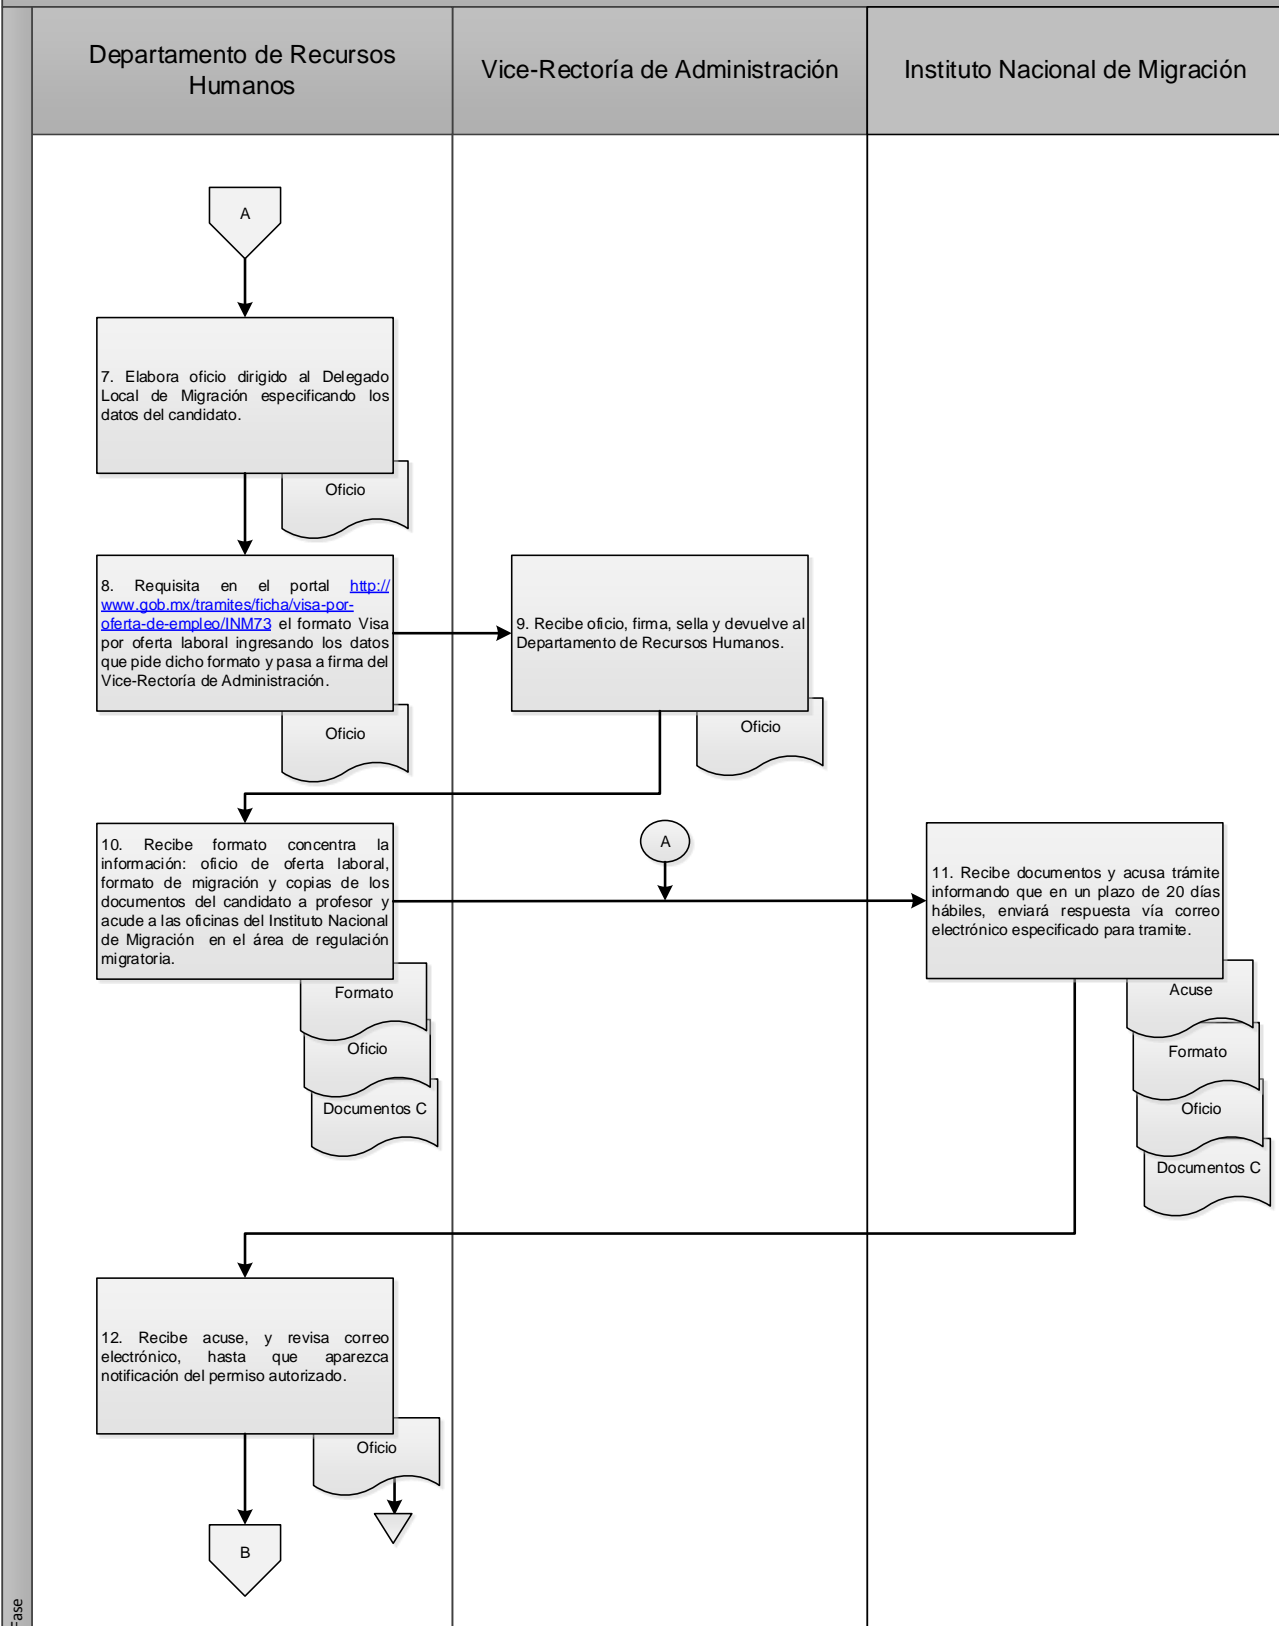 Departamento de Recursos
Humanos
Vice-Rectoría de Administración
Instituto Nacional de Migración
A
7. Elabora oficio dirigido al Delegado
Local de Migración especificando los
datos del candidato.
Oficio
8. Requisita en el portal http://
www.gob.mx/tramites/ficha/visa-por-
oferta-de-empleo/INM73 el formato Visa
por oferta laboral ingresando los datos
que pide dicho formato y pasa a firma del
Vice-Rectoría de Administración.
Oficio
9. Recibe oficio, firma, sella y devuelve al
Departamento de Recursos Humanos.
Oficio
10. Recibe formato concentra la
información: oficio de oferta laboral,
formato de migración y copias de los
documentos del candidato a profesor y
acude a las oficinas del Instituto Nacional
de Migración en el área de regulación
migratoria.
Formato
Oficio
Documentos C
A
11. Recibe documentos y acusa trámite
informando que en un plazo de 20 días
hábiles, enviará respuesta vía correo
electrónico especificado para tramite.
Acuse
Formato
Oficio
Documentos C
12. Recibe acuse, y revisa correo
electrónico, hasta que aparezca
notificación del permiso autorizado.
Oficio
B
Fase